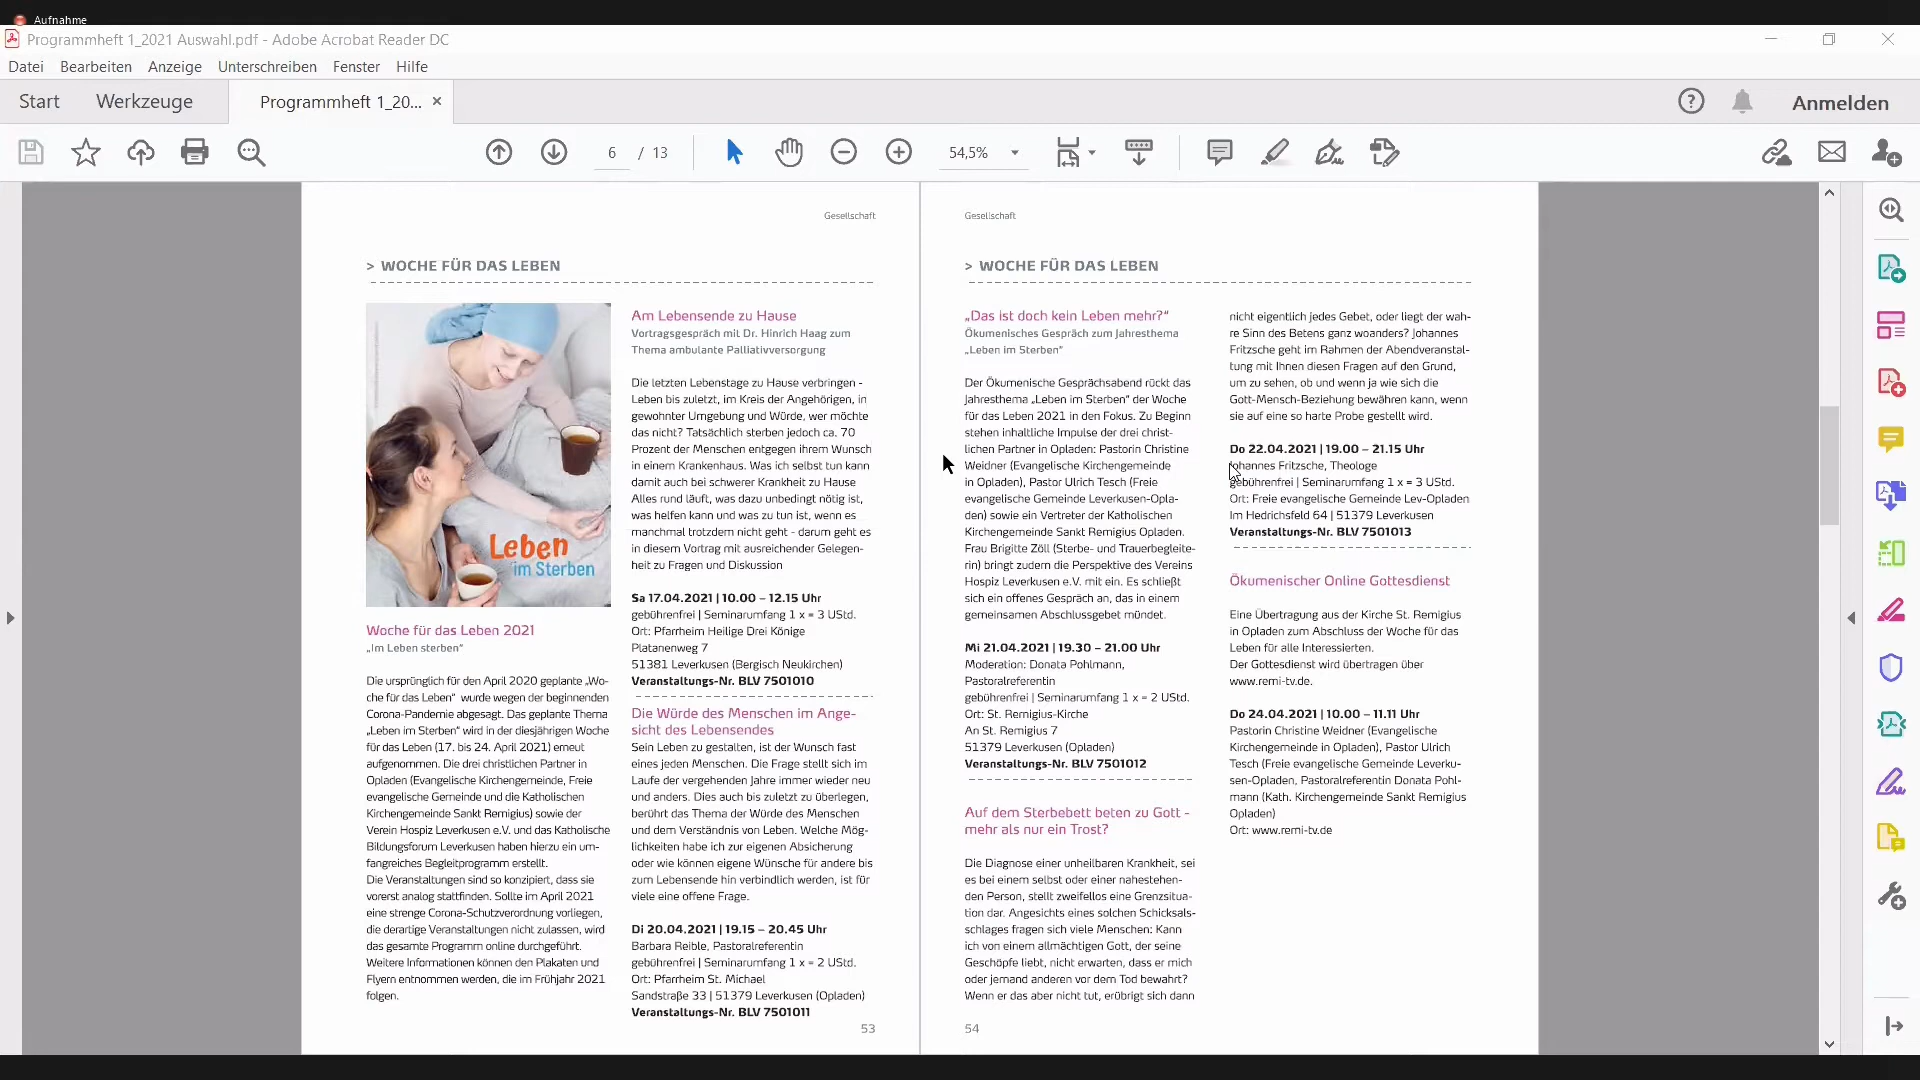 Aufnahme
Programmheft 1_2021 Auswahl.pdf - Adobe Acrobat Reader DC
Datei Bearbeiten Anzeige Unterschreiben Fenster Hilfe
Start Werkzeuge Programmheft 1_20... × Anmelden
6 / 13 54,5%
Gesellschaft
> WOCHE FÜR DAS LEBEN
Leben
im Sterben
Woche für das Leben 2021
„Im Leben sterben“
Die ursprünglich für den April 2020 geplante „Wo-
che für das Leben“ wurde wegen der beginnenden
Corona-Pandemie abgesagt. Das geplante Thema
„Leben im Sterben“ wird in der diesjährigen Woche
für das Leben (17. bis 24. April 2021) erneut
aufgenommen. Die drei christlichen Partner in
Opladen (Evangelische Kirchengemeinde, Freie
evangelische Gemeinde und die Katholischen
Kirchengemeinde Sankt Remigius) sowie der
Verein Hospiz Leverkusen e.V. und das Katholische
Bildungsforum Leverkusen haben hierzu ein um-
fangreiches Begleitprogramm erstellt.
Die Veranstaltungen sind so konzipiert, dass sie
vorerst analog stattfinden. Sollte im April 2021
eine strenge Corona-Schutzverordnung vorliegen,
die derartige Veranstaltungen nicht zulassen, wird
das gesamte Programm online durchgeführt.
Weitere Informationen können den Plakaten und
Flyern entnommen werden, die im Frühjahr 2021
folgen.
Am Lebensende zu Hause
Vortragsgespräch mit Dr. Hinrich Haag zum
Thema ambulante Palliativversorgung
Die letzten Lebenstage zu Hause verbringen -
Leben bis zuletzt, im Kreis der Angehörigen, in
gewohnter Umgebung und Würde, wer möchte
das nicht? Tatsächlich sterben jedoch ca. 70
Prozent der Menschen entgegen ihrem Wunsch
in einem Krankenhaus. Was ich selbst tun kann
damit auch bei schwerer Krankheit zu Hause
Alles rund läuft, was dazu unbedingt nötig ist,
was helfen kann und was zu tun ist, wenn es
manchmal trotzdem nicht geht - darum geht es
in diesem Vortrag mit ausreichender Gelegen-
heit zu Fragen und Diskussion
Sa 17.04.2021 | 10.00 – 12.15 Uhr
gebührenfrei | Seminarumfang 1 x = 3 UStd.
Ort: Pfarrheim Heilige Drei Könige
Platanenweg 7
51381 Leverkusen (Bergisch Neukirchen)
Veranstaltungs-Nr. BLV 7501010
Die Würde des Menschen im Ange-
sicht des Lebensendes
Sein Leben zu gestalten, ist der Wunsch fast
eines jeden Menschen. Die Frage stellt sich im
Laufe der vergehenden Jahre immer wieder neu
und anders. Dies auch bis zuletzt zu überlegen,
berührt das Thema der Würde des Menschen
und dem Verständnis von Leben. Welche Mög-
lichkeiten habe ich zur eigenen Absicherung
oder wie können eigene Wünsche für andere bis
zum Lebensende hin verbindlich werden, ist für
viele eine offene Frage.
Di 20.04.2021 | 19.15 – 20.45 Uhr
Barbara Reible, Pastoralreferentin
gebührenfrei | Seminarumfang 1 x = 2 UStd.
Ort: Pfarrheim St. Michael
Sandstraße 33 | 51379 Leverkusen (Opladen)
Veranstaltungs-Nr. BLV 7501011
53
Gesellschaft
> WOCHE FÜR DAS LEBEN
„Das ist doch kein Leben mehr?“
Ökumenisches Gespräch zum Jahresthema
„Leben im Sterben“
Der Ökumenische Gesprächsabend rückt das
Jahresthema „Leben im Sterben“ der Woche
für das Leben 2021 in den Fokus. Zu Beginn
stehen inhaltliche Impulse der drei christ-
lichen Partner in Opladen: Pastorin Christine
Weidner (Evangelische Kirchengemeinde
in Opladen), Pastor Ulrich Tesch (Freie
evangelische Gemeinde Leverkusen-Opla-
den) sowie ein Vertreter der Katholischen
Kirchengemeinde Sankt Remigius Opladen.
Frau Brigitte Zöll (Sterbe- und Trauerbegleite-
rin) bringt zudem die Perspektive des Vereins
Hospiz Leverkusen e.V. mit ein. Es schließt
sich ein offenes Gespräch an, das in einem
gemeinsamen Abschlussgebet mündet.
Mi 21.04.2021 | 19.30 – 21.00 Uhr
Moderation: Donata Pohlmann,
Pastoralreferentin
gebührenfrei | Seminarumfang 1 x = 2 UStd.
Ort: St. Remigius-Kirche
An St. Remigius 7
51379 Leverkusen (Opladen)
Veranstaltungs-Nr. BLV 7501012
Auf dem Sterbebett beten zu Gott -
mehr als nur ein Trost?
Die Diagnose einer unheilbaren Krankheit, sei
es bei einem selbst oder einer nahestehen-
den Person, stellt zweifellos eine Grenzsitua-
tion dar. Angesichts eines solchen Schicksals-
schlages fragen sich viele Menschen: Kann
ich von einem allmächtigen Gott, der seine
Geschöpfe liebt, nicht erwarten, dass er mich
oder jemand anderen vor dem Tod bewahrt?
Wenn er das aber nicht tut, erübrigt sich dann
nicht eigentlich jedes Gebet, oder liegt der wah-
re Sinn des Betens ganz woanders? Johannes
Fritzsche geht im Rahmen der Abendveranstal-
tung mit Ihnen diesen Fragen auf den Grund,
um zu sehen, ob und wenn ja wie sich die
Gott-Mensch-Beziehung bewähren kann, wenn
sie auf eine so harte Probe gestellt wird.
Do 22.04.2021 | 19.00 – 21.15 Uhr
Johannes Fritzsche, Theologe
gebührenfrei | Seminarumfang 1 x = 3 UStd.
Ort: Freie evangelische Gemeinde Lev-Opladen
Im Hedrichsfeld 64 | 51379 Leverkusen
Veranstaltungs-Nr. BLV 7501013
Ökumenischer Online Gottesdienst
Eine Übertragung aus der Kirche St. Remigius
in Opladen zum Abschluss der Woche für das
Leben für alle Interessierten.
Der Gottesdienst wird übertragen über
www.remi-tv.de.
Do 24.04.2021 | 10.00 – 11.11 Uhr
Pastorin Christine Weidner (Evangelische
Kirchengemeinde in Opladen), Pastor Ulrich
Tesch (Freie evangelische Gemeinde Leverku-
sen-Opladen, Pastoralreferentin Donata Pohl-
mann (Kath. Kirchengemeinde Sankt Remigius
Opladen)
Ort: www.remi-tv.de
54